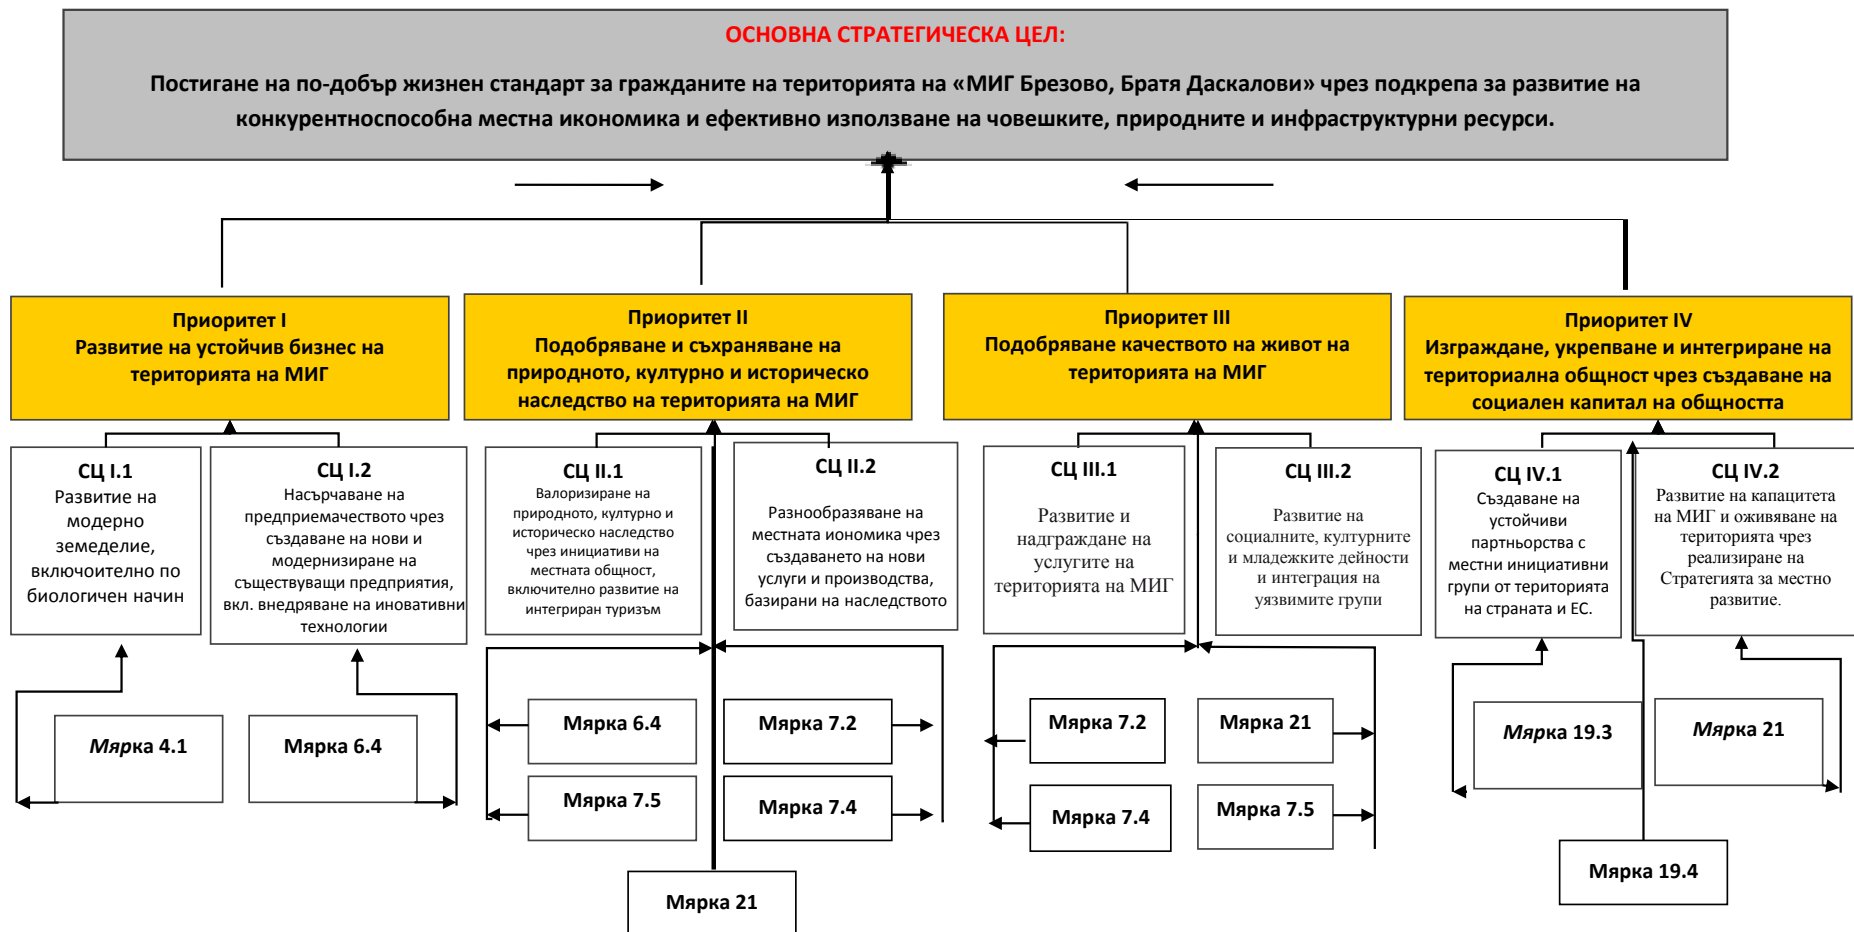 ОСНОВНА СТРАТЕГИЧЕСКА ЦЕЛ:
Постигане на по-добър жизнен стандарт за гражданите на територията на «МИГ Брезово, Братя Даскалови» чрез подкрепа за развитие на
конкурентноспособна местна икономика и ефективно използване на човешките, природните и инфраструктурни ресурси.
Приоритет I
Развитие на устойчив бизнес на
територията на МИГ
Приоритет II
Подобряване и съхраняване на
природното, културно и историческо
наследство на територията на МИГ
Приоритет III
Подобряване качеството на живот на
територията на МИГ
Приоритет IV
Изграждане, укрепване и интегриране на
териториална общност чрез създаване на
социален капитал на общността
СЦ I.1
Развитие на
модерно
земеделие,
включоително по
биологичен начин
СЦ I.2
Насърчаване на
предприемачеството чрез
създаване на нови и
модернизиране на
съществуващи предприятия,
вкл. внедряване на иновативни
технологии
СЦ II.1
Валоризиране на
природното, културно и
историческо наследство
чрез инициативи на
местната общност,
включително развитие на
интегриран туризъм
СЦ II.2
Разнообразяване на
местната иономика чрез
създаването на нови
услуги и производства,
базирани на наследството
СЦ III.1
Развитие и
надграждане на
услугите на
територията на МИГ
СЦ III.2
Развитие на
социалните, културните
и младежките дейности
и интеграция на
уязвимите групи
СЦ IV.1
Създаване на
устойчиви
партньорства с
местни инициативни
групи от територията
на страната и ЕС.
СЦ IV.2
Развитие на капацитета
на МИГ и оживяване на
територията чрез
реализиране на
Стратегията за местно
развитие.
Мярка 4.1
Мярка 6.4
Мярка 6.4
Мярка 7.2
Мярка 7.5
Мярка 7.4
Мярка 21
Мярка 7.2
Мярка 21
Мярка 7.4
Мярка 7.5
Мярка 19.3
Мярка 21
Мярка 19.4